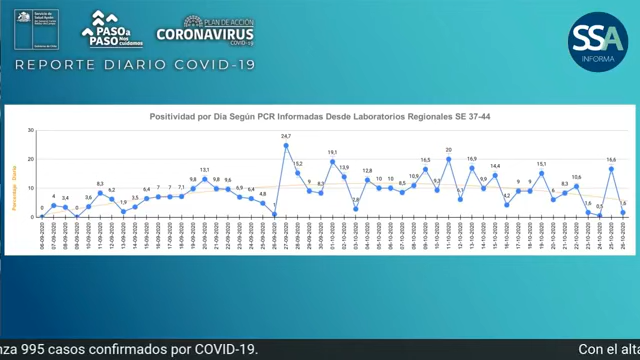 Servicio de Salud Aysén
Gobierno de Chile
PASO a PASO
Nos cuidamos
PLAN DE ACCIÓN
CORONAVIRUS
COVID-19
SSA
INFORMA
REPORTE DIARIO COVID-19
Positividad por Día Según PCR Informadas Desde Laboratorios Regionales SE 37-44
Porcentaje Diario
30
20
10
0
0 4 3,4 0 3,6 8,3 6,2 1,9 3,5 6,4 7 7 7,1 9,8 13,1 9,8 9,6 6,9 6,4 4,8 1 24,7 15,2 9 8,3 19,1 13,9 2,8 12,8 10 10 8,5 10,9 16,5 9,3 20 6,1 16,9 9,9 14,4 4,2 9 9 15,1 6 8,3 10,6 1,6 0,5 16,6 1,6
06-09-2020 07-09-2020 08-09-2020 09-09-2020 10-09-2020 11-09-2020 12-09-2020 13-09-2020 14-09-2020 15-09-2020 16-09-2020 17-09-2020 18-09-2020 19-09-2020 20-09-2020 21-09-2020 22-09-2020 23-09-2020 24-09-2020 25-09-2020 26-09-2020 27-09-2020 28-09-2020 29-09-2020 30-09-2020 01-10-2020 02-10-2020 03-10-2020 04-10-2020 05-10-2020 06-10-2020 07-10-2020 08-10-2020 09-10-2020 10-10-2020 11-10-2020 12-10-2020 13-10-2020 14-10-2020 15-10-2020 16-10-2020 17-10-2020 18-10-2020 19-10-2020 20-10-2020 21-10-2020 22-10-2020 23-10-2020 24-10-2020 25-10-2020 26-10-2020
nza 995 casos confirmados por COVID-19. Con el alta